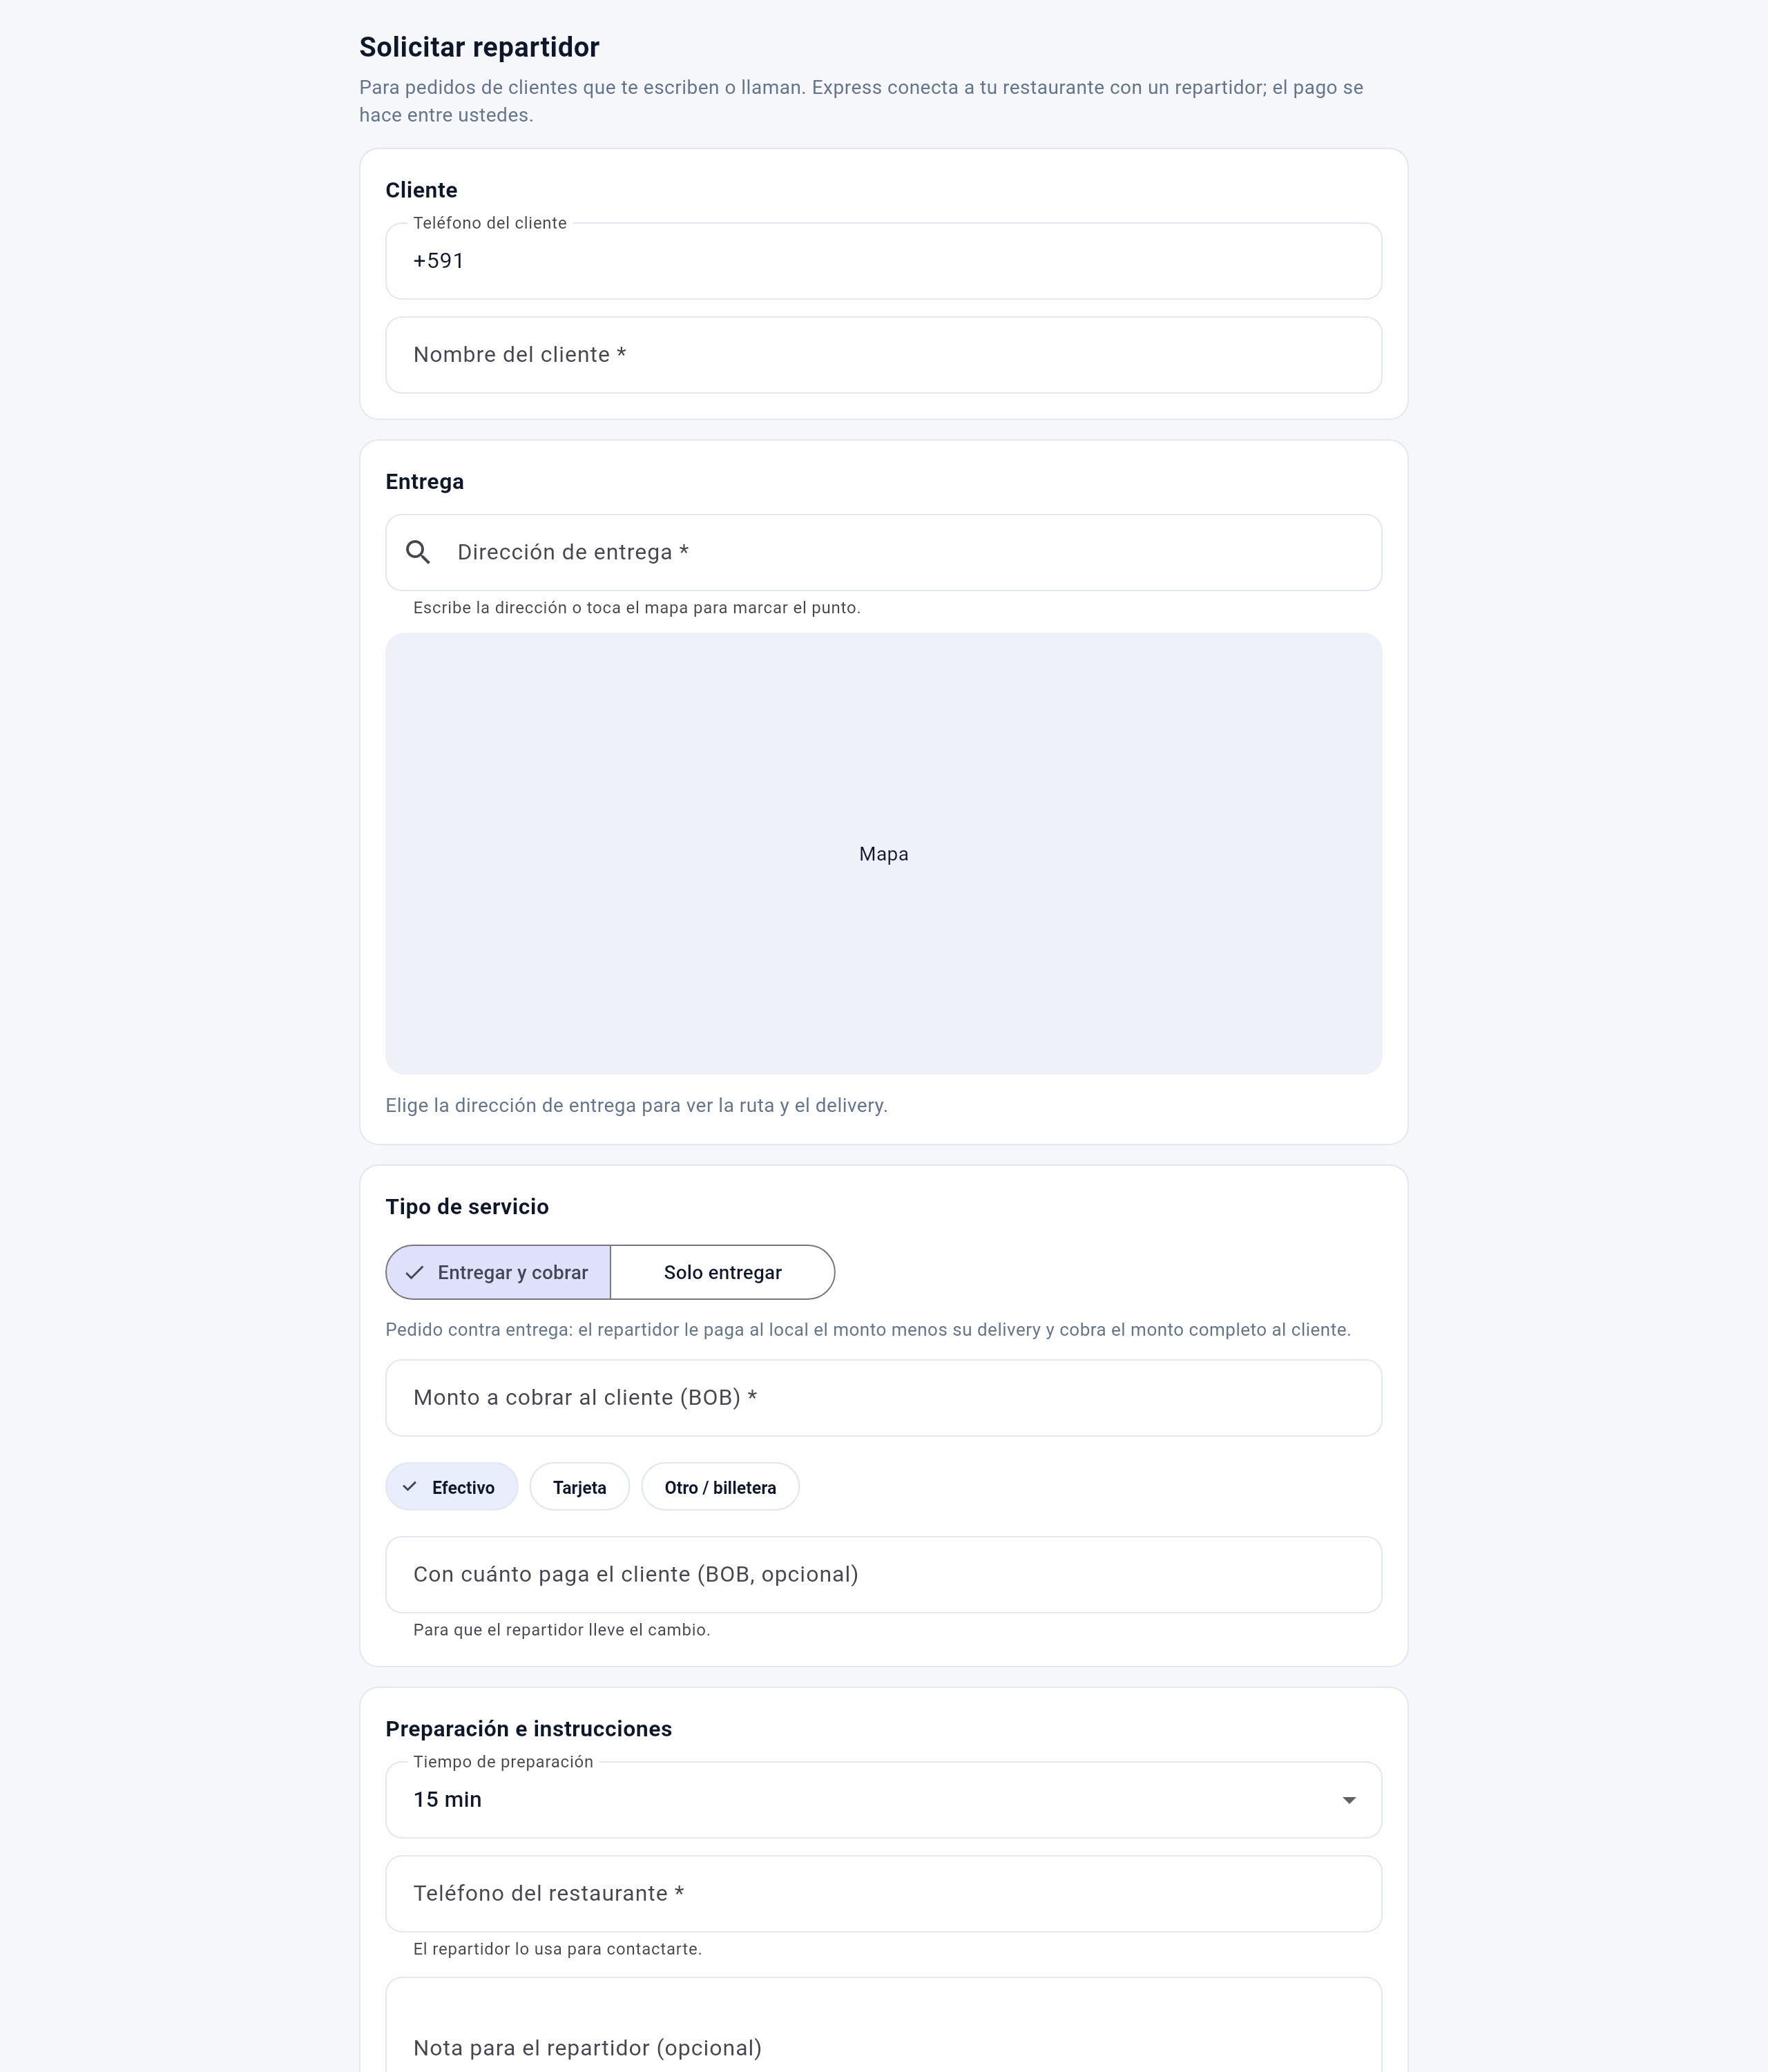 Solicitar repartidor
Para pedidos de clientes que te escriben o llaman. Express conecta a tu restaurante con un repartidor; el pago se
hace entre ustedes.
Cliente
Teléfono del cliente
+591
Nombre del cliente *
Entrega
Dirección de entrega *
Escribe la dirección o toca el mapa para marcar el punto.
Mapa
Elige la dirección de entrega para ver la ruta y el delivery.
Tipo de servicio
Entregar y cobrar
Solo entregar
Pedido contra entrega: el repartidor le paga al local el monto menos su delivery y cobra el monto completo al cliente.
Monto a cobrar al cliente (BOB) *
Efectivo
Tarjeta
Otro / billetera
Con cuánto paga el cliente (BOB, opcional)
Para que el repartidor lleve el cambio.
Preparación e instrucciones
Tiempo de preparación
15 min
Teléfono del restaurante *
El repartidor lo usa para contactarte.
Nota para el repartidor (opcional)